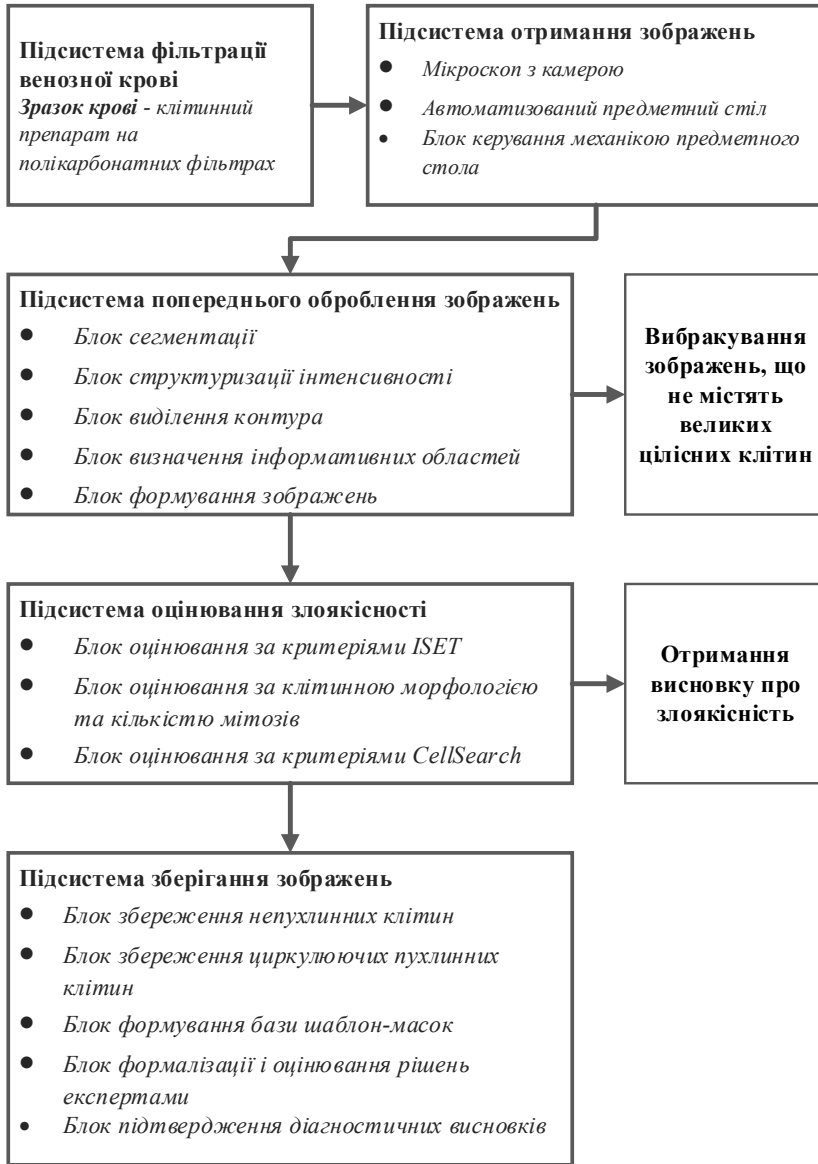 Підсистема фільтрації
венозної крові
Зразок крові - клітинний
препарат на
полікарбонатних фільтрах
Підсистема отримання зображень
● Мікроскоп з камерою
● Автоматизований предметний стіл
● Блок керування механікою предметного
стола
Підсистема попереднього оброблення зображень
● Блок сегментації
● Блок структуризації інтенсивності
● Блок виділення контура
● Блок визначення інформативних областей
● Блок формування зображень
Вибракування
зображень, що
не містять
великих
цілісних клітин
Підсистема оцінювання злоякісності
● Блок оцінювання за критеріями ISET
● Блок оцінювання за клітинною морфологією
та кількістю мітозів
● Блок оцінювання за критеріями CellSearch
Отримання
висновку про
злоякісність
Підсистема зберігання зображень
● Блок збереження непухлинних клітин
● Блок збереження циркулюючих пухлинних
клітин
● Блок формування бази шаблон-масок
● Блок формалізації і оцінювання рішень
експертами
● Блок підтвердження діагностичних висновків